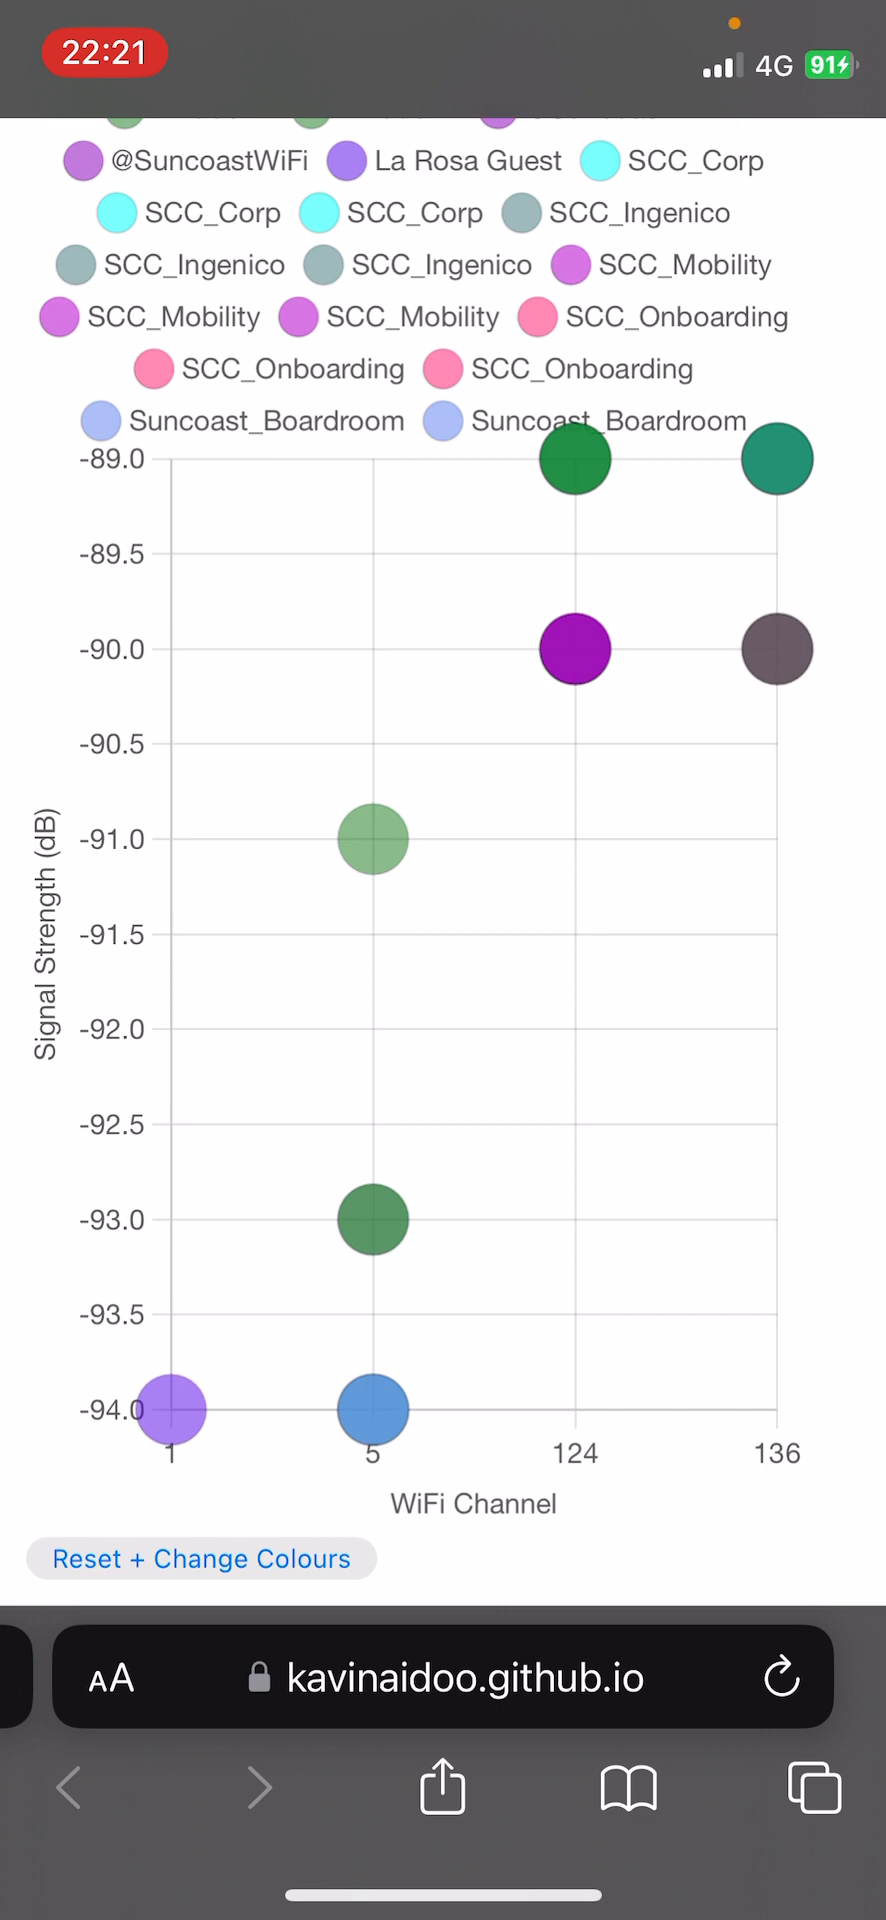 22:21 4G 91
@SuncoastWiFi La Rosa Guest SCC_Corp
SCC_Corp SCC_Corp SCC_Ingenico
SCC_Ingenico SCC_Ingenico SCC_Mobility
SCC_Mobility SCC_Mobility SCC_Onboarding
SCC_Onboarding SCC_Onboarding
Suncoast_Boardroom Suncoast_Boardroom
-89.0
-89.5
-90.0
-90.5
-91.0
-91.5
-92.0
-92.5
-93.0
-93.5
-94.0
Signal Strength (dB)
1 5 124 136
WiFi Channel
Reset + Change Colours
AA kavinaidoo.github.io